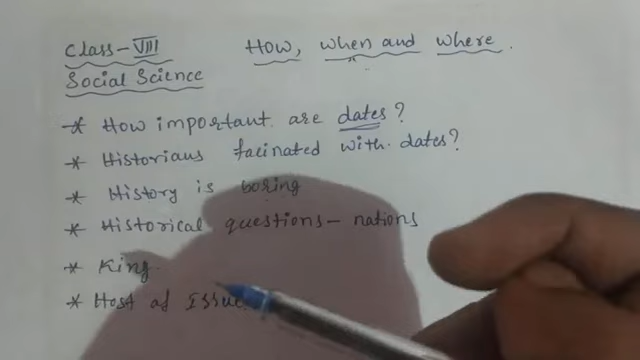 Class-VIII How, when and where.
Social Science
* How important are dates?
* Historians facinated with dates?
* History is boring
* Historical questions - nations
* King.
* Host of Issue